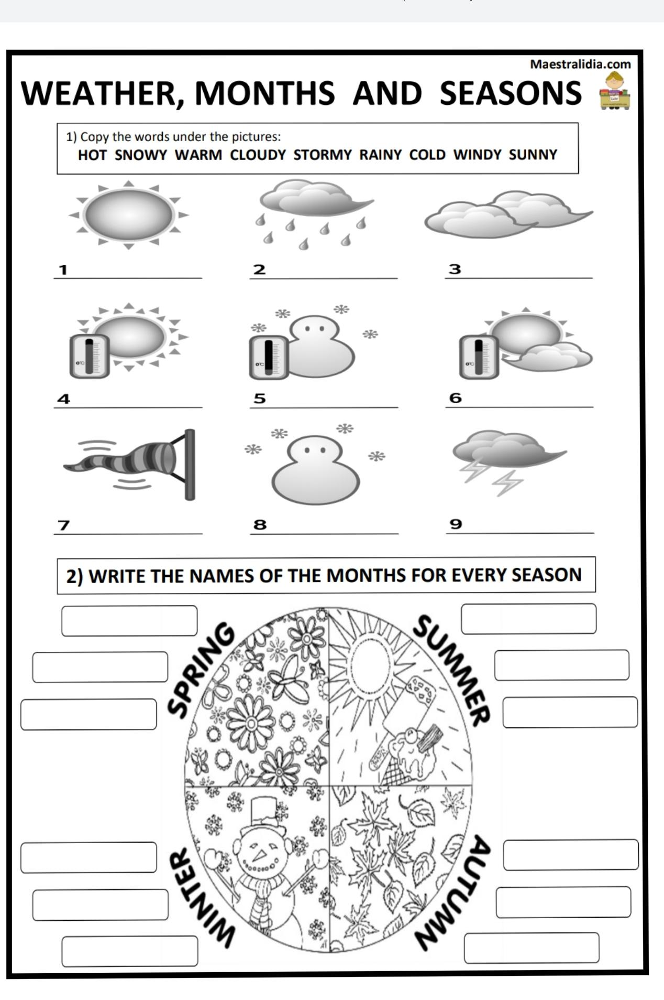 Maestralidia.com
WEATHER, MONTHS AND SEASONS
1) Copy the words under the pictures:
HOT SNOWY WARM CLOUDY STORMY RAINY COLD WINDY SUNNY
1 2 3
0°C
4 5 6
0°C 0°C
7 8 9
2) WRITE THE NAMES OF THE MONTHS FOR EVERY SEASON
SPRING
SUMMER
WINTER
AUTUMN